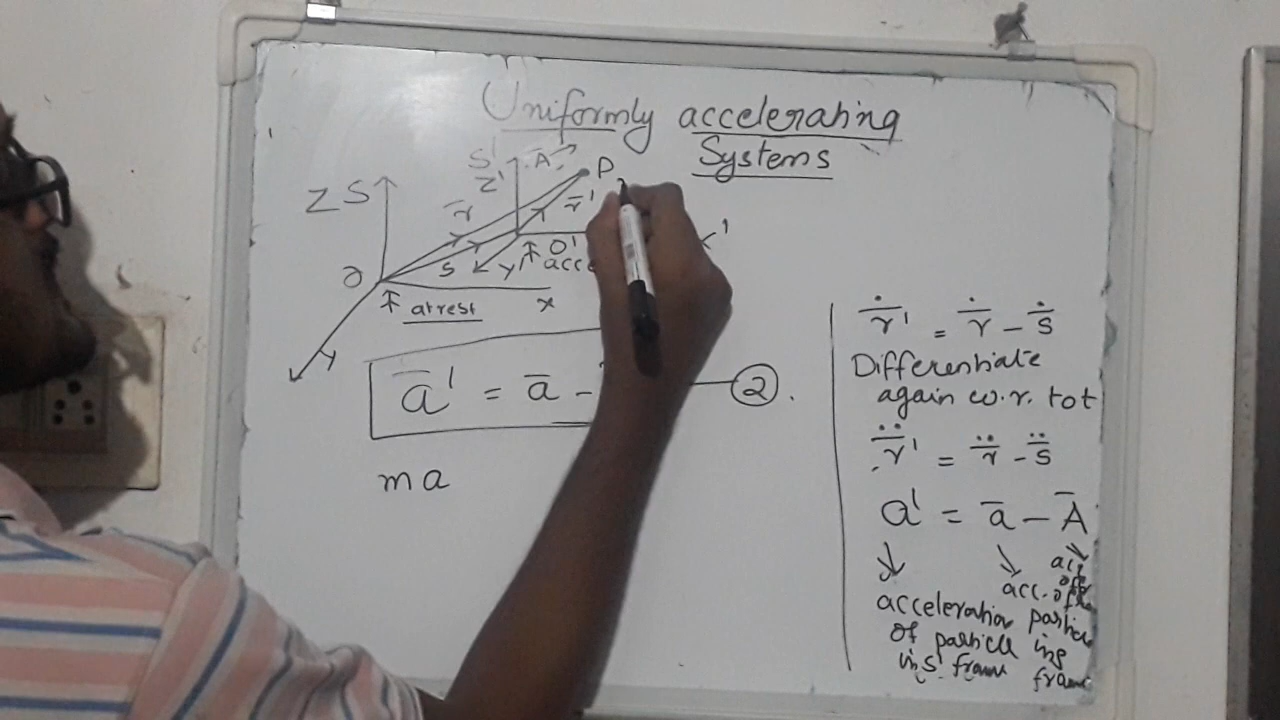 Uniformly accelerating
Systems
S'
Z'
A
P
Z S
r
r'
O
S
Y'
O'
acce
at rest
x
Y
a̅' = a̅ -
②.
ma
r̅̇' = r̅̇ - s̅̇
Differentiate
again w.r. to t
r̅̈' = r̅̈ - s̅̈
a' = a̅ - A̅
acceleration
of particle
in s' frame
acc. of
in s
frame